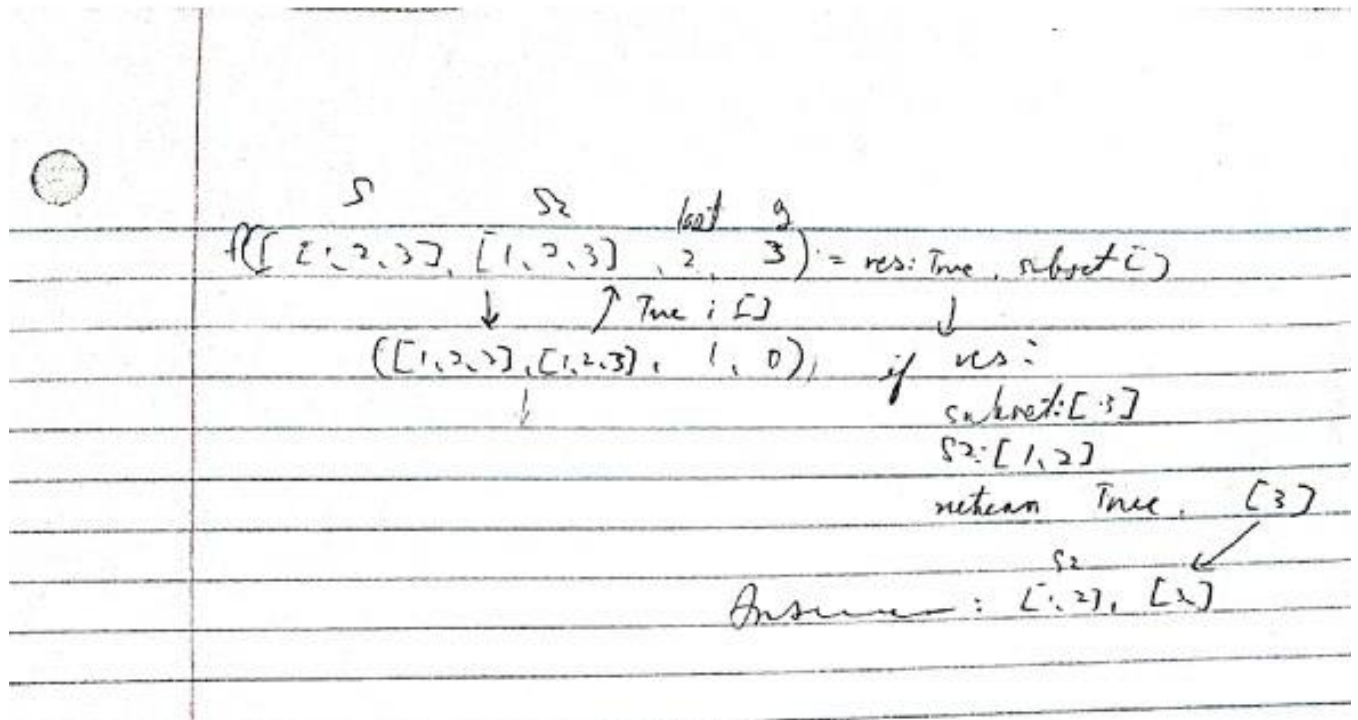 S S2 last g
f([[1,2,3],[1,2,3],2,3) = res: True, subset[]
↓ ↑ True ; [] ↓
([1,2,3],[1,2,3], 1, 0), if res:
↓ subset:[3]
S2:[1,2]
return True, [3]
S2
Answer : [1,2], [3]